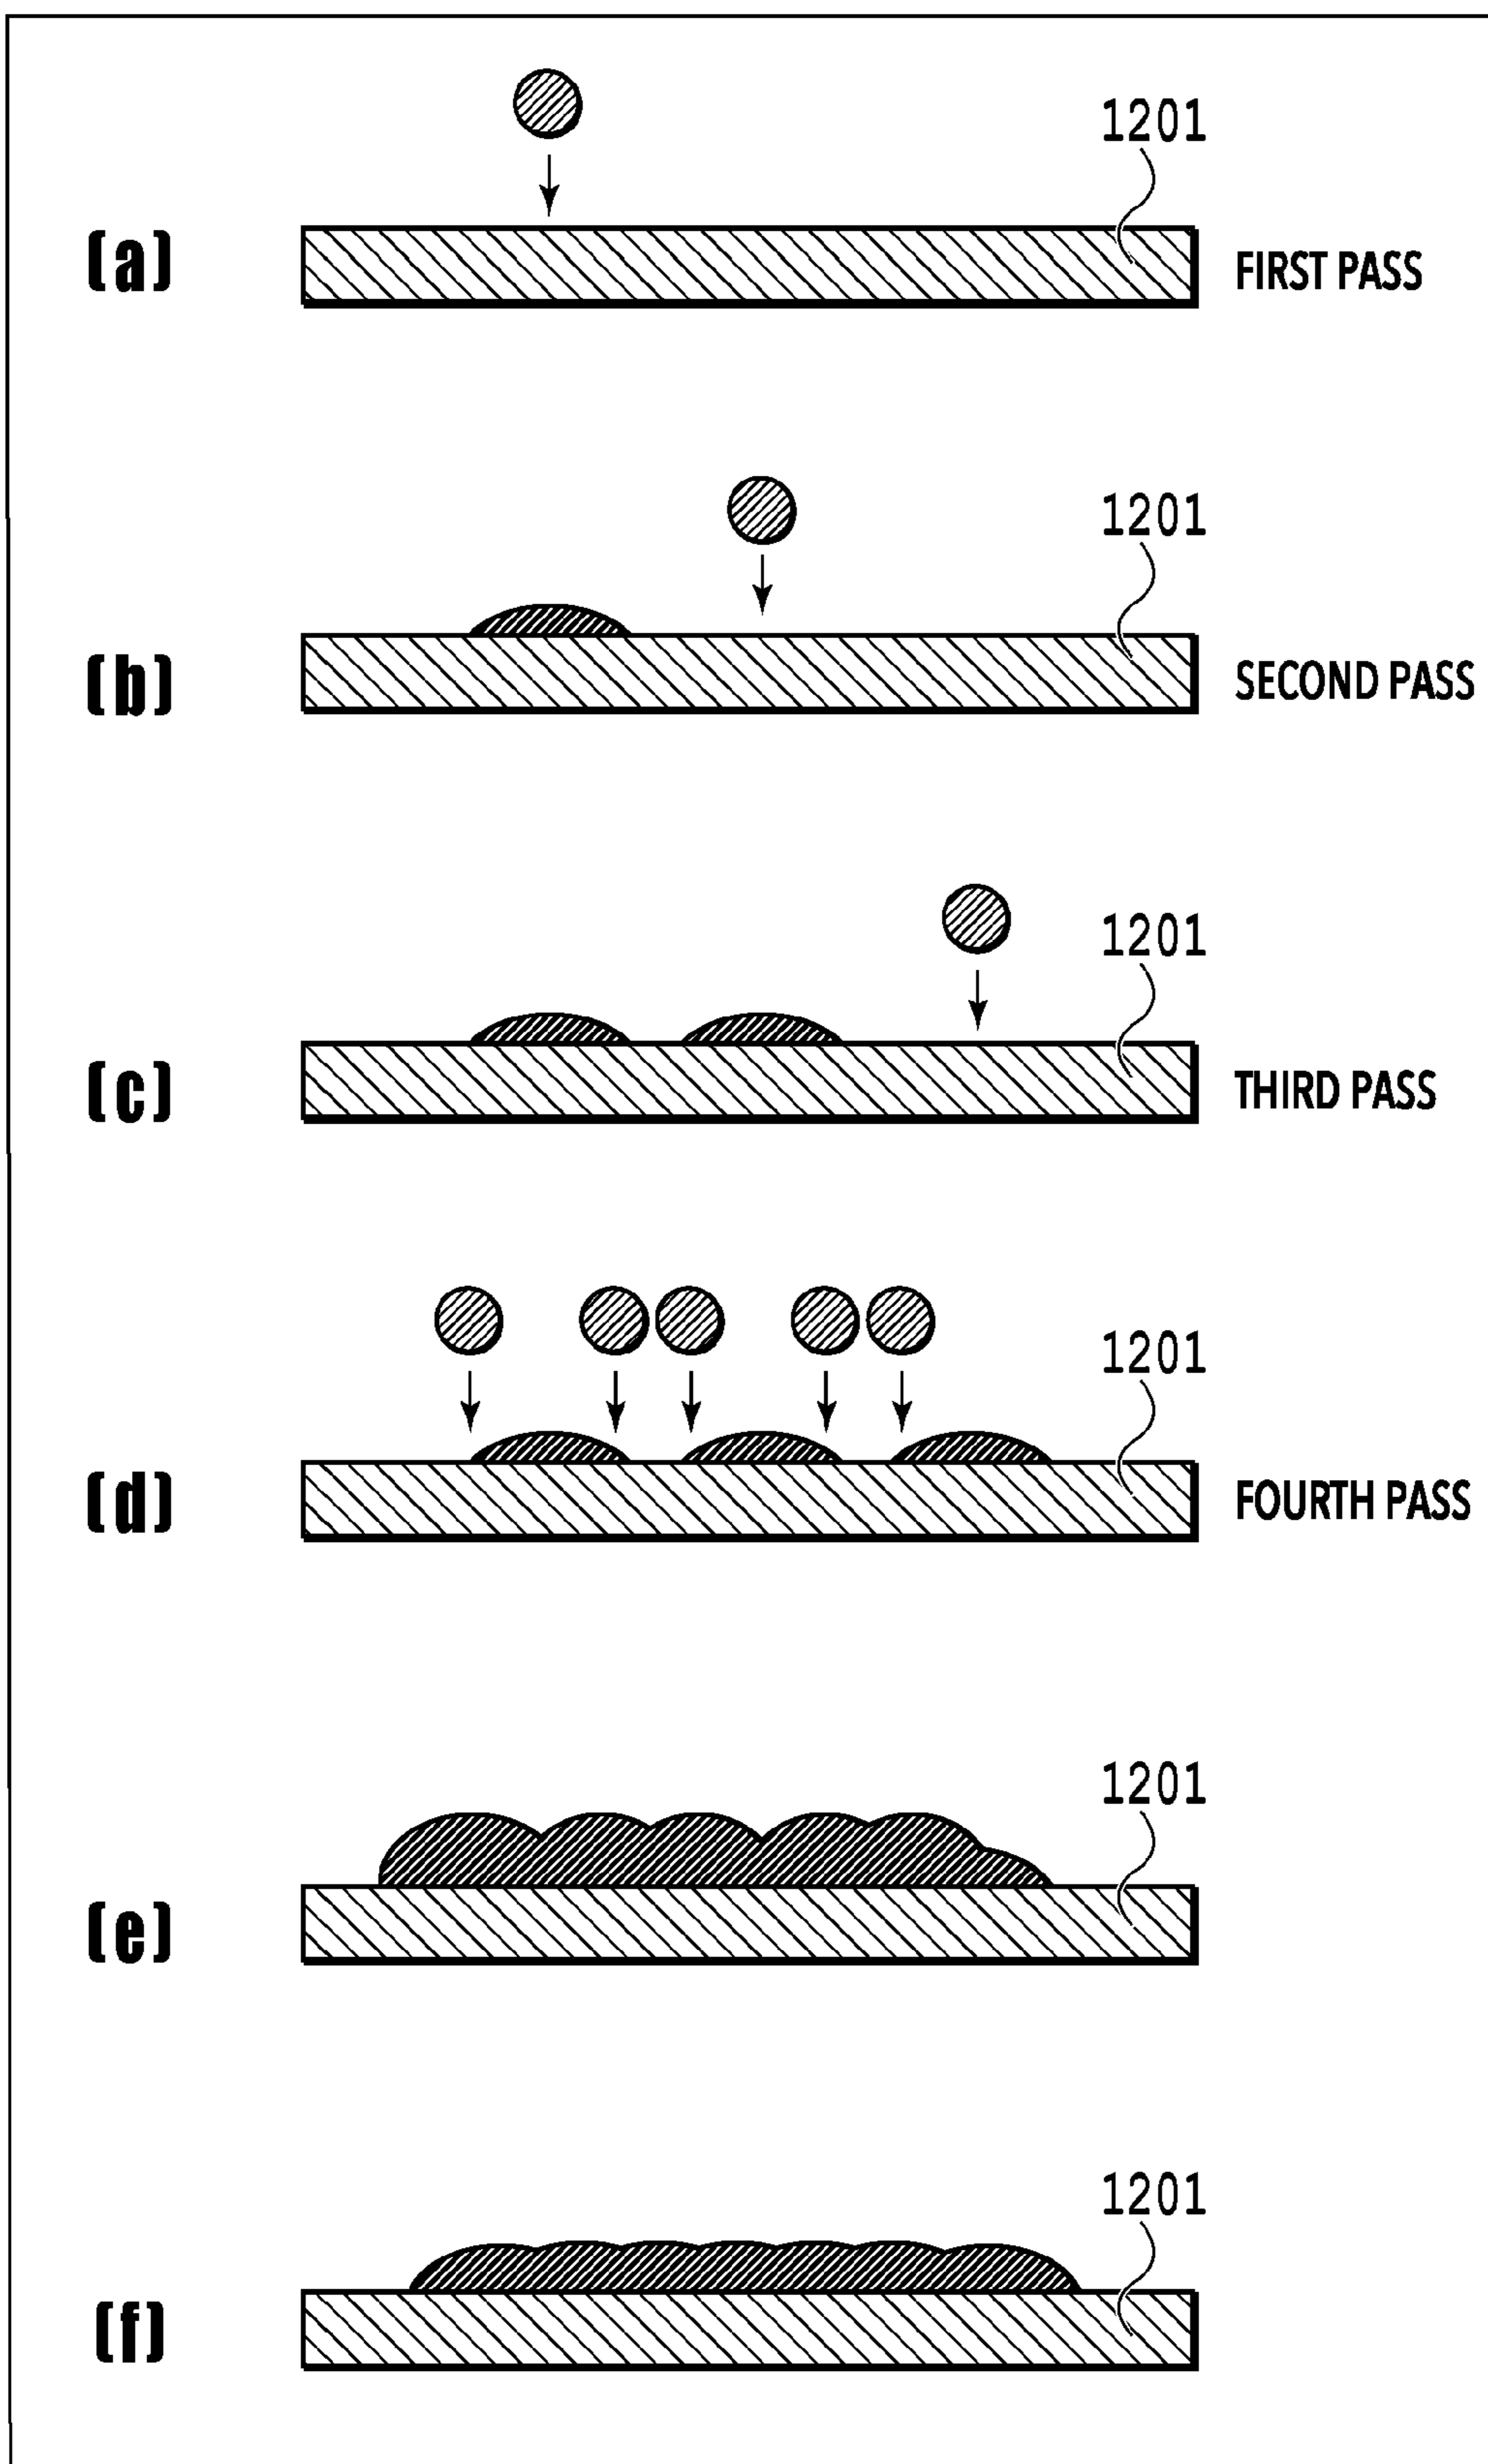 1201
(a) FIRST PASS
1201
(b) SECOND PASS
1201
(c) THIRD PASS
1201
(d) FOURTH PASS
1201
(e)
1201
(f)